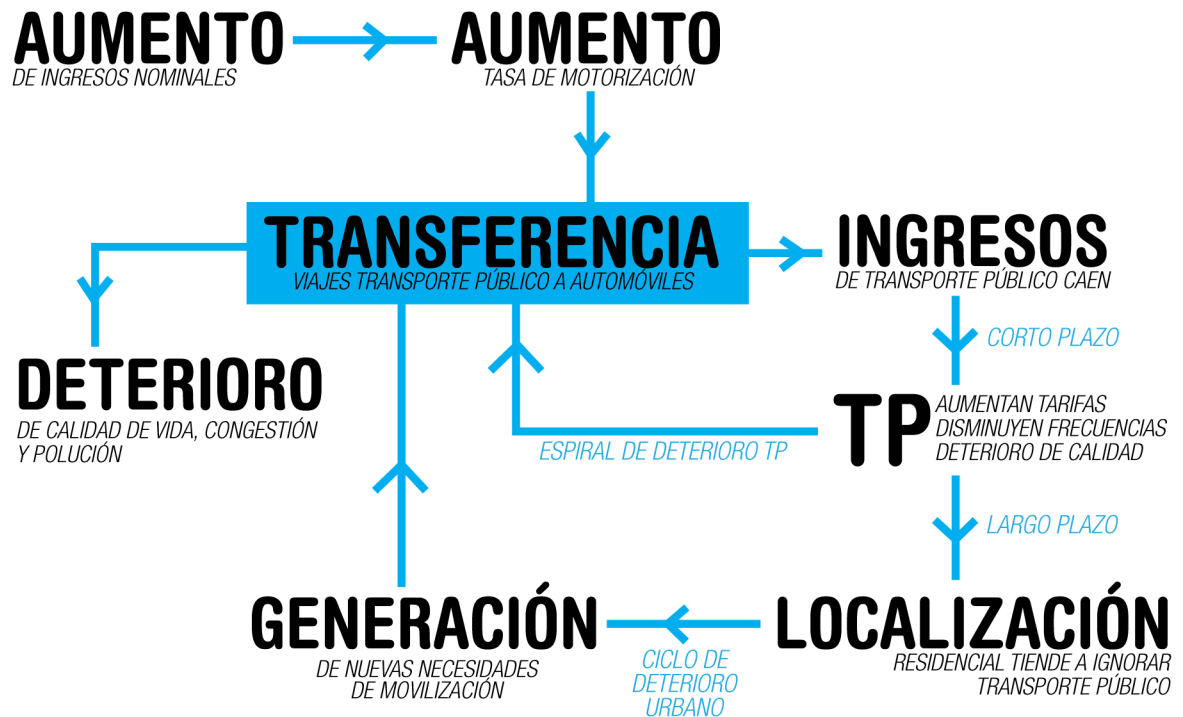 AUMENTO
DE INGRESOS NOMINALES
AUMENTO
TASA DE MOTORIZACIÓN
TRANSFERENCIA
VIAJES TRANSPORTE PÚBLICO A AUTOMÓVILES
INGRESOS
DE TRANSPORTE PÚBLICO CAEN
CORTO PLAZO
DETERIORO
DE CALIDAD DE VIDA, CONGESTIÓN
Y POLUCIÓN
TP
AUMENTAN TARIFAS
DISMINUYEN FRECUENCIAS
DETERIORO DE CALIDAD
ESPIRAL DE DETERIORO TP
LARGO PLAZO
GENERACIÓN
DE NUEVAS NECESIDADES
DE MOVILIZACIÓN
CICLO DE
DETERIORO
URBANO
LOCALIZACIÓN
RESIDENCIAL TIENDE A IGNORAR
TRANSPORTE PÚBLICO